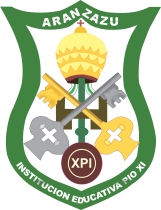 ARANZAZU
XPI
INSTITUCION EDUCATIVA PIO XI